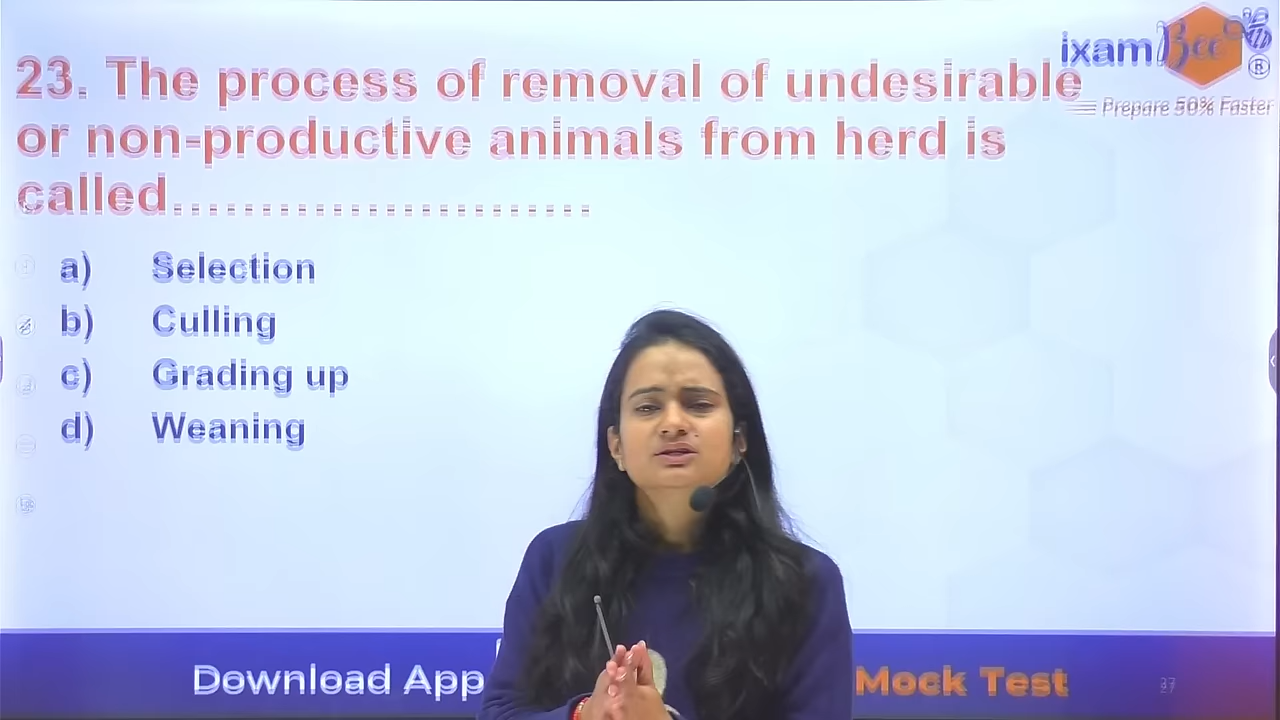 ixamBee
®
Prepare 50% Faster
23. The process of removal of undesirable
or non-productive animals from herd is
called........................
a) Selection
b) Culling
c) Grading up
d) Weaning
Download App
Mock Test